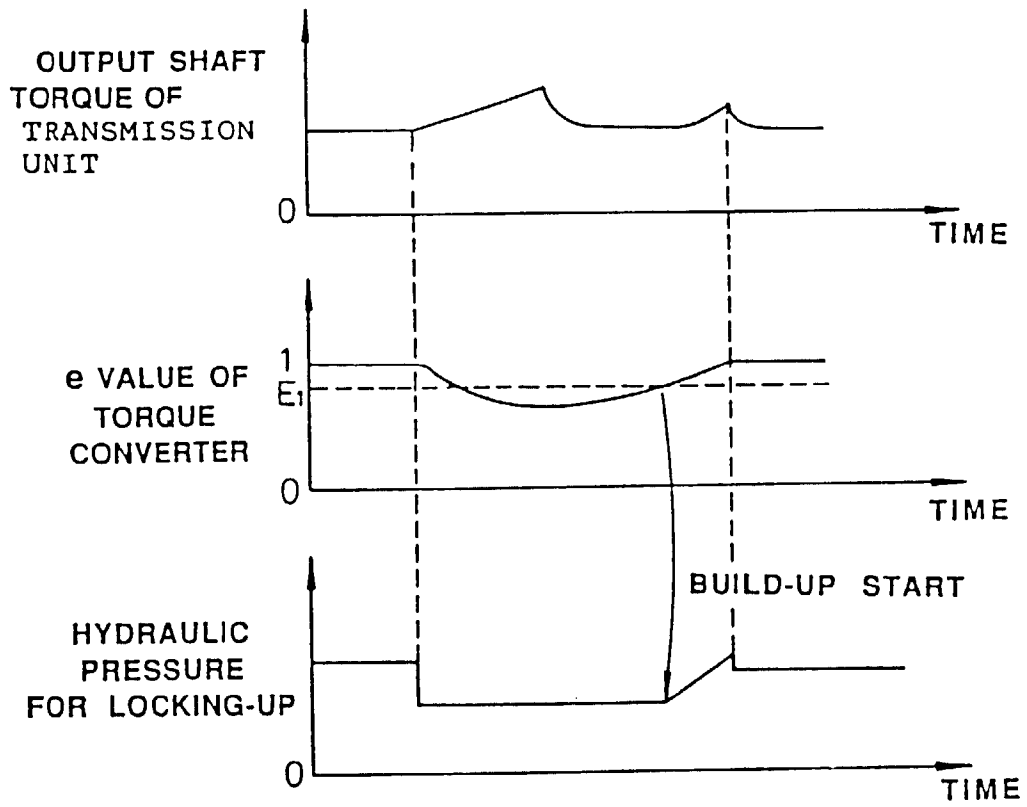 OUTPUT SHAFT
TORQUE OF
TRANSMISSION
UNIT
0
TIME
1
E1
e VALUE OF
TORQUE
CONVERTER
0
TIME
BUILD-UP START
HYDRAULIC
PRESSURE
FOR LOCKING-UP
0
TIME